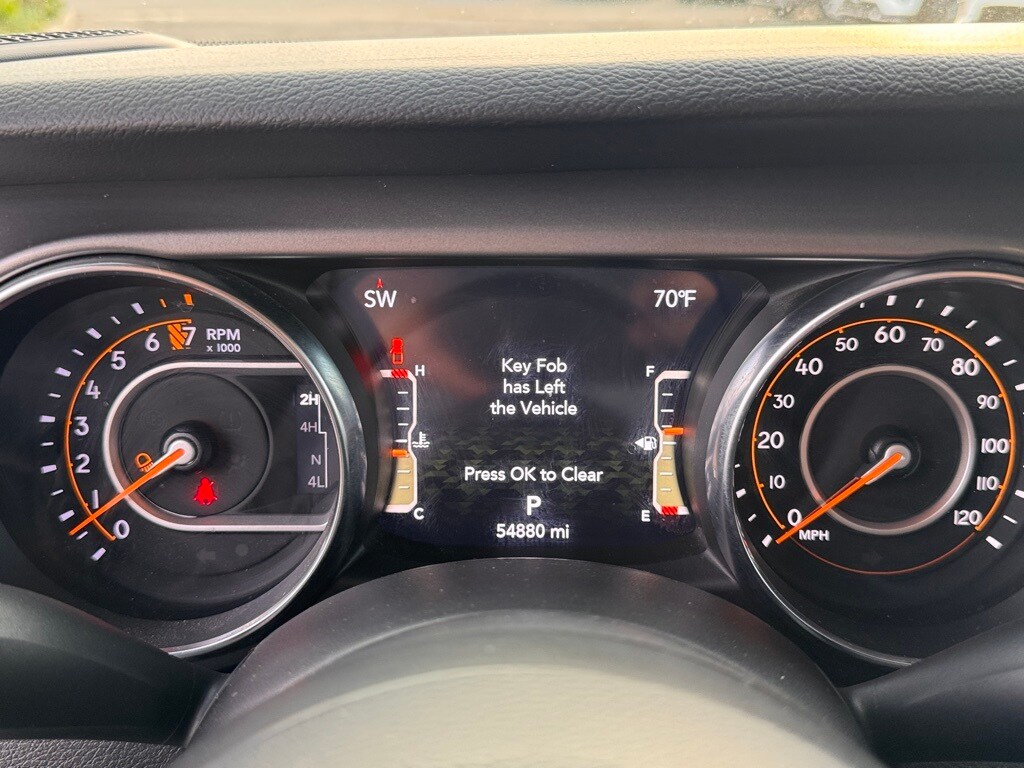 SW
70°F
H
C
Key Fob
has Left
the Vehicle
Press OK to Clear
P
54880 mi
F
E
0
1
2
3
4
5
6
7
RPM
x 1000
2H
4H
N
4L
0
10
20
30
40
50
60
70
80
90
100
110
120
MPH